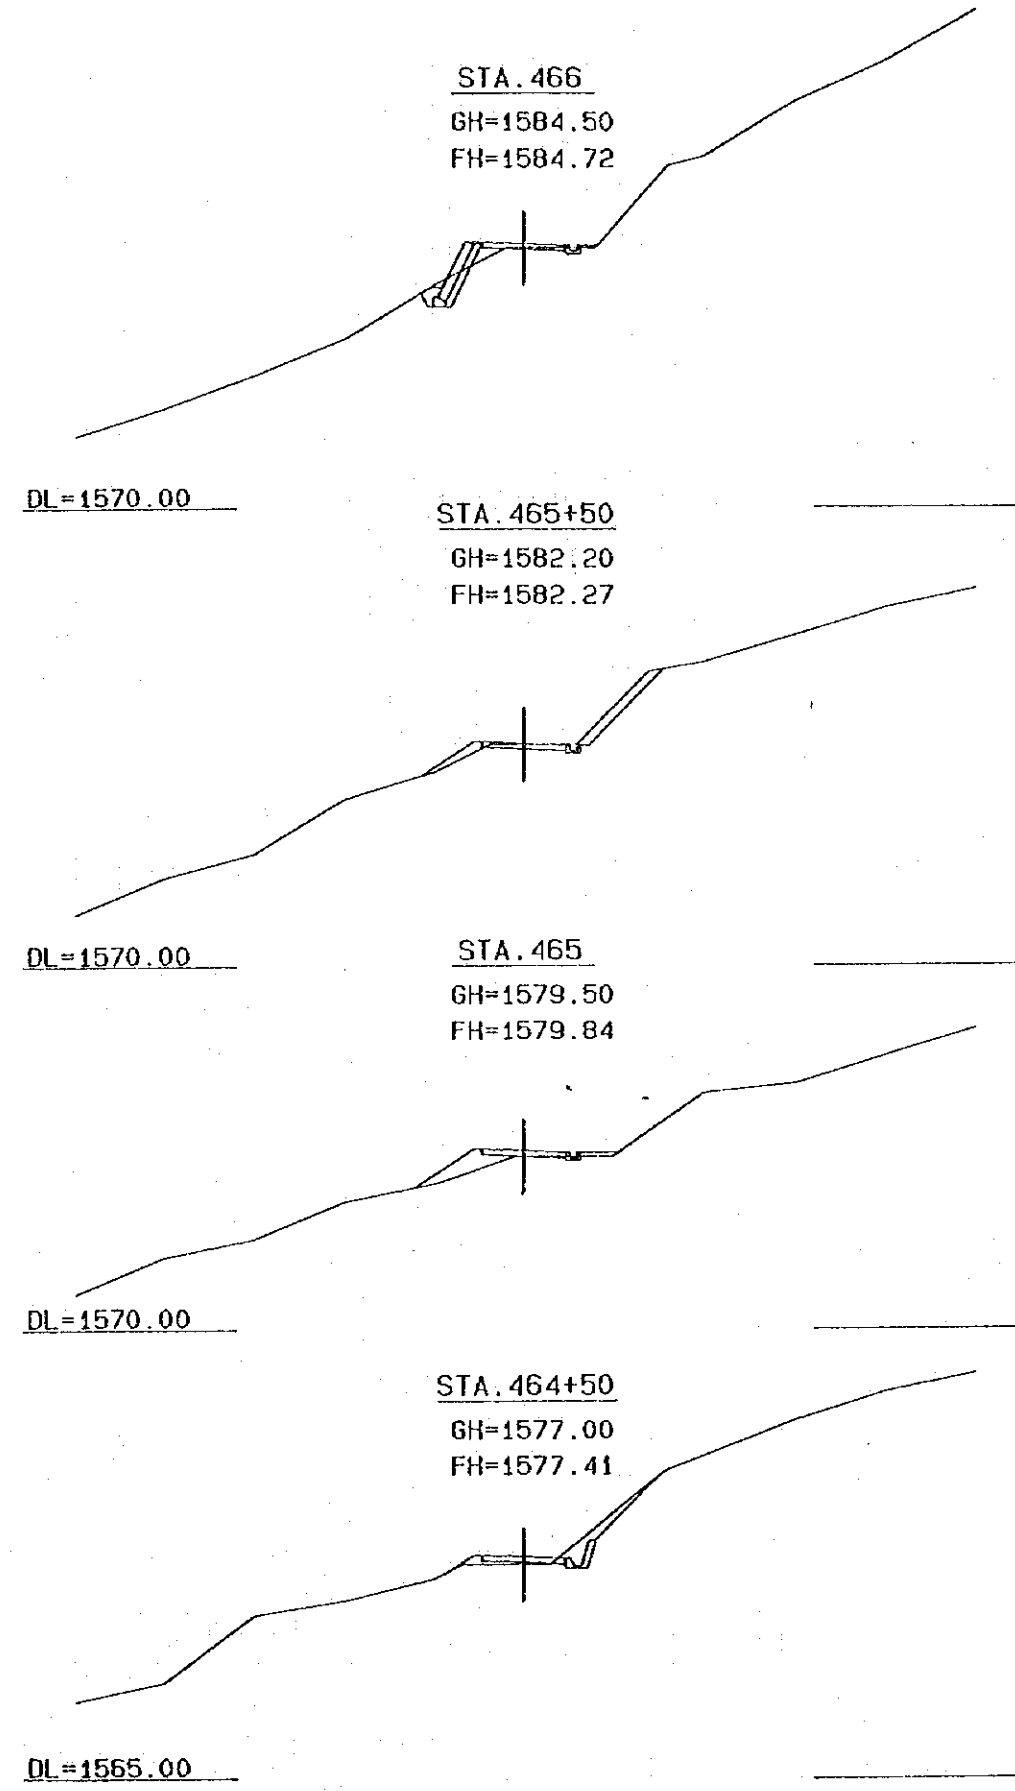 STA.466
GH=1584.50
FH=1584.72
DL=1570.00
STA.465+50
GH=1582.20
FH=1582.27
DL=1570.00
STA.465
GH=1579.50
FH=1579.84
DL=1570.00
STA.464+50
GH=1577.00
FH=1577.41
DL=1565.00